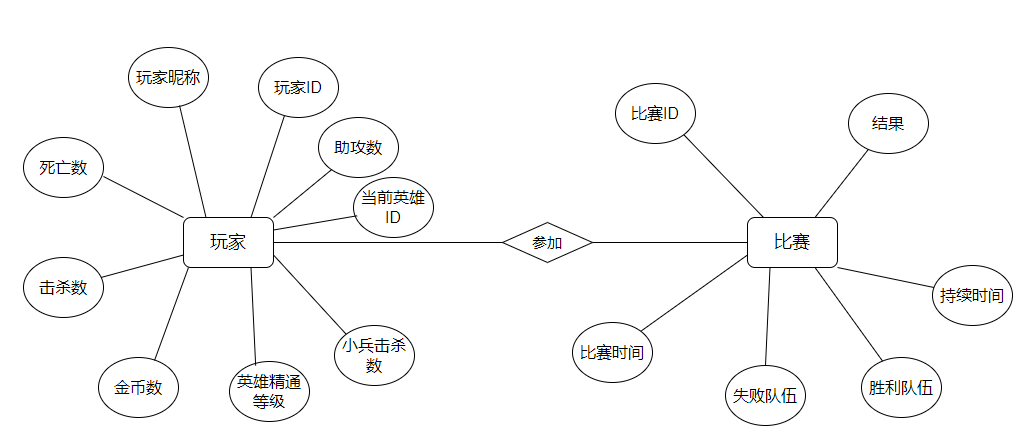 玩家昵称
玩家ID
比赛ID
结果
助攻数
死亡数
当前英雄
ID
玩家
参加
比赛
击杀数
持续时间
小兵击杀
数
比赛时间
金币数
英雄精通
等级
失败队伍
胜利队伍